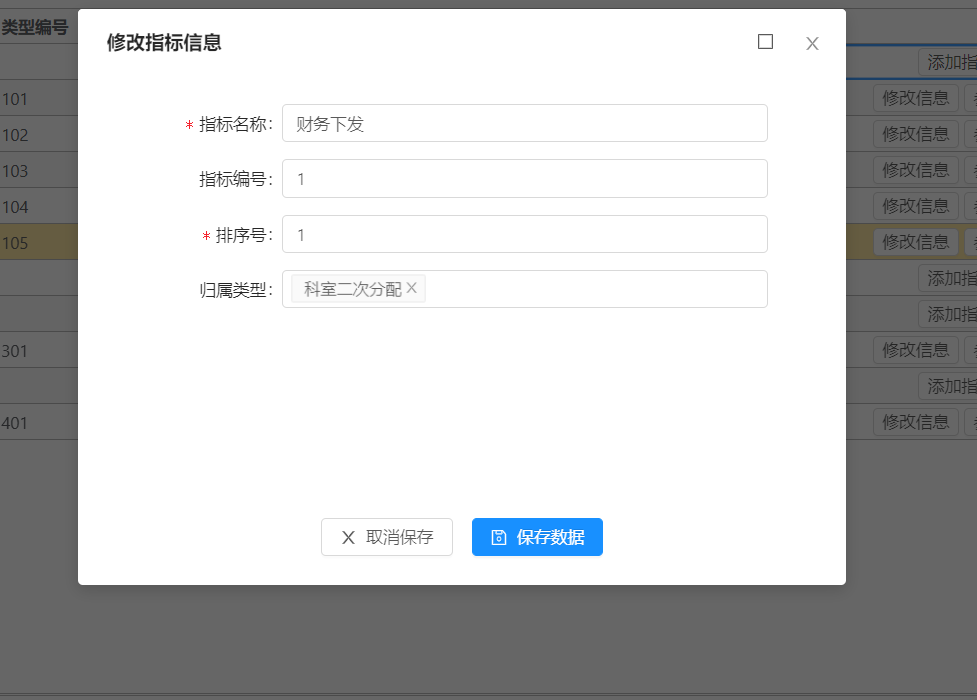 类型编号
修改指标信息
添加指
* 指标名称: 财务下发
101 修改信息
102 修改信息
指标编号: 1
103 修改信息
104 修改信息
* 排序号: 1
105 修改信息
归属类型: 科室二次分配 X
添加指
添加指
301 修改信息
添加指
401 修改信息
X 取消保存 保存数据